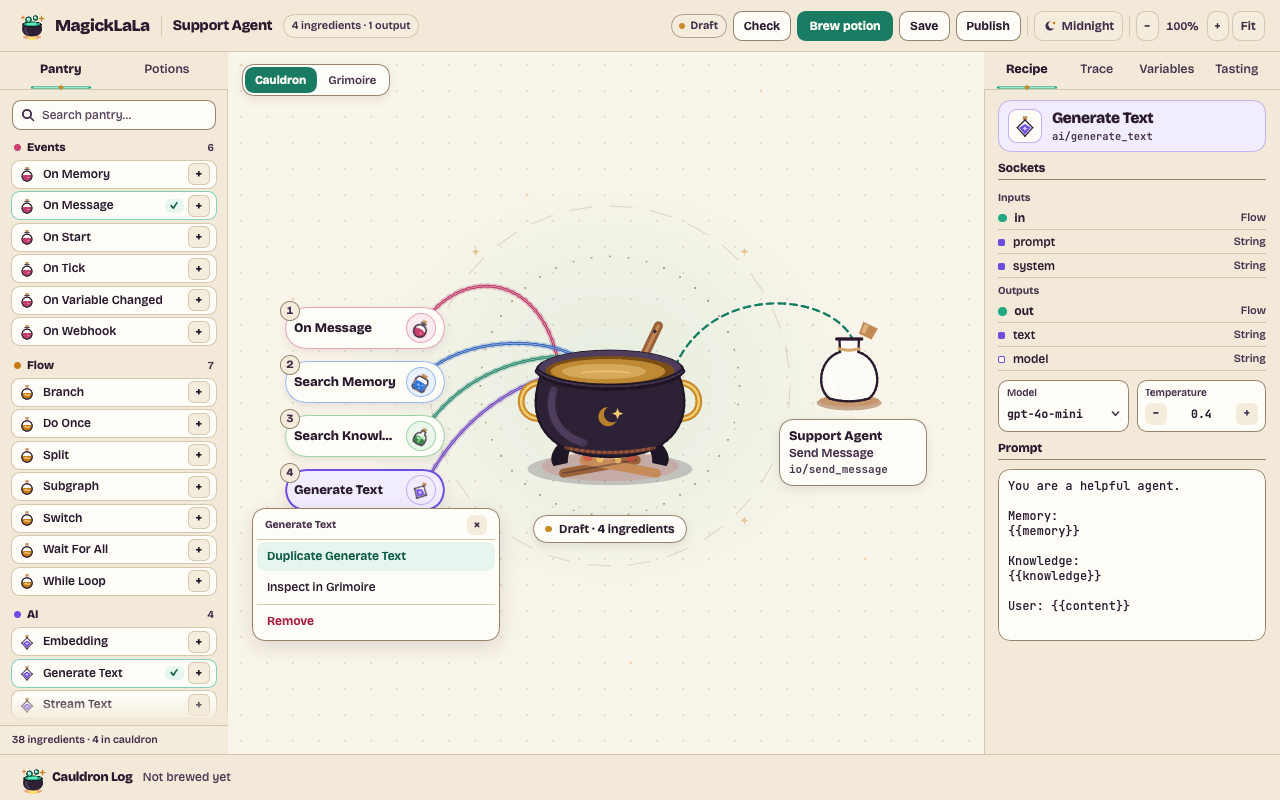 MagickLaLa
Support Agent
4 ingredients · 1 output
Draft
Check
Brew potion
Save
Publish
Midnight
−
100%
+
Fit
Pantry
Potions
Search pantry...
Events
6
On Memory
+
On Message
+
On Start
+
On Tick
+
On Variable Changed
+
On Webhook
+
Flow
7
Branch
+
Do Once
+
Split
+
Subgraph
+
Switch
+
Wait For All
+
While Loop
+
AI
4
Embedding
+
Generate Text
+
Stream Text
+
38 ingredients · 4 in cauldron
Cauldron
Grimoire
1
On Message
2
Search Memory
3
Search Knowl...
4
Generate Text
Generate Text
×
Duplicate Generate Text
Inspect in Grimoire
Remove
Draft · 4 ingredients
Support Agent
Send Message
io/send_message
Recipe
Trace
Variables
Tasting
Generate Text
ai/generate_text
Sockets
Inputs
in
Flow
prompt
String
system
String
Outputs
out
Flow
text
String
model
String
Model
gpt-4o-mini
Temperature
−
0.4
+
Prompt
You are a helpful agent.
Memory:
{{memory}}
Knowledge:
{{knowledge}}
User: {{content}}
Cauldron Log
Not brewed yet